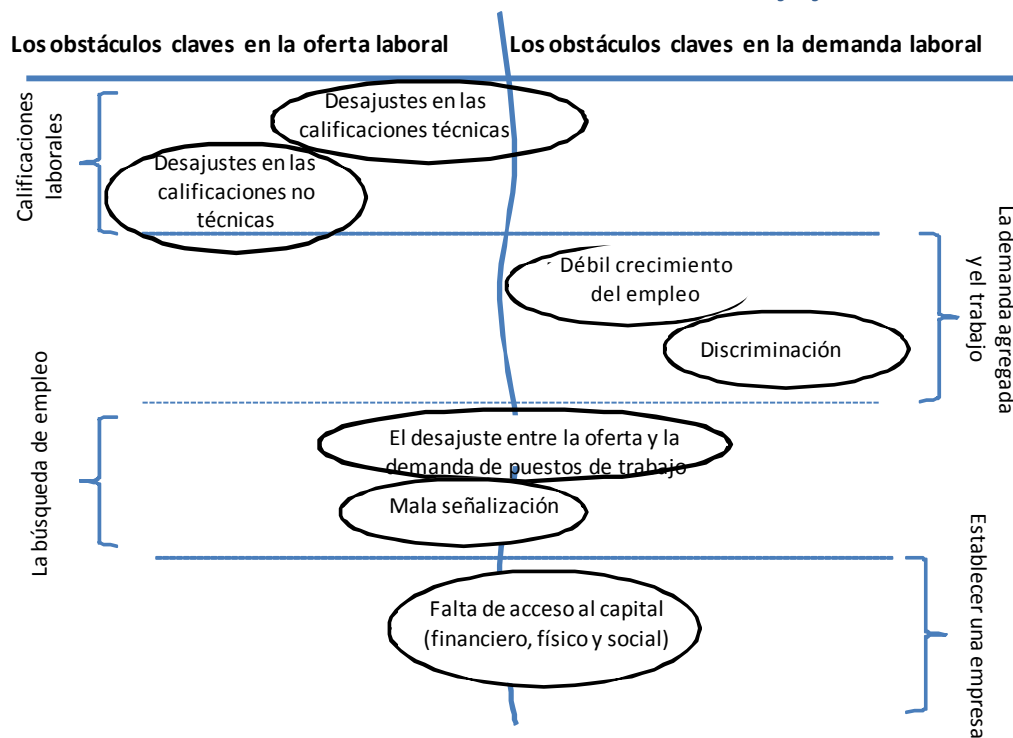 Los obstáculos claves en la oferta laboral
Los obstáculos claves en la demanda laboral
Calificaciones
laborales
Desajustes en las
calificaciones técnicas
Desajustes en las
calificaciones no
técnicas
La demanda agregada
y el trabajo
Débil crecimiento
del empleo
Discriminación
La búsqueda de empleo
El desajuste entre la oferta y la
demanda de puestos de trabajo
Mala señalización
Establecer una empresa
Falta de acceso al capital
(financiero, físico y social)